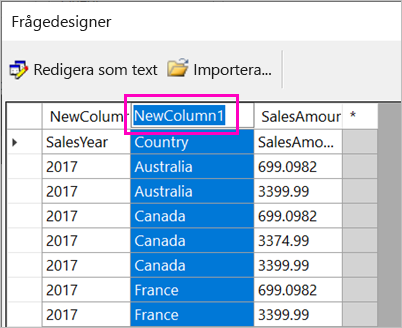 Frågedesigner
Redigera som text Importera...
NewColumr NewColumn1 SalesAmour *
SalesYear Country SalesAmo...
2017 Australia 699.0982
2017 Australia 3399.99
2017 Canada 699.0982
2017 Canada 3374.99
2017 Canada 3399.99
2017 France 699.0982
2017 France 3399.99